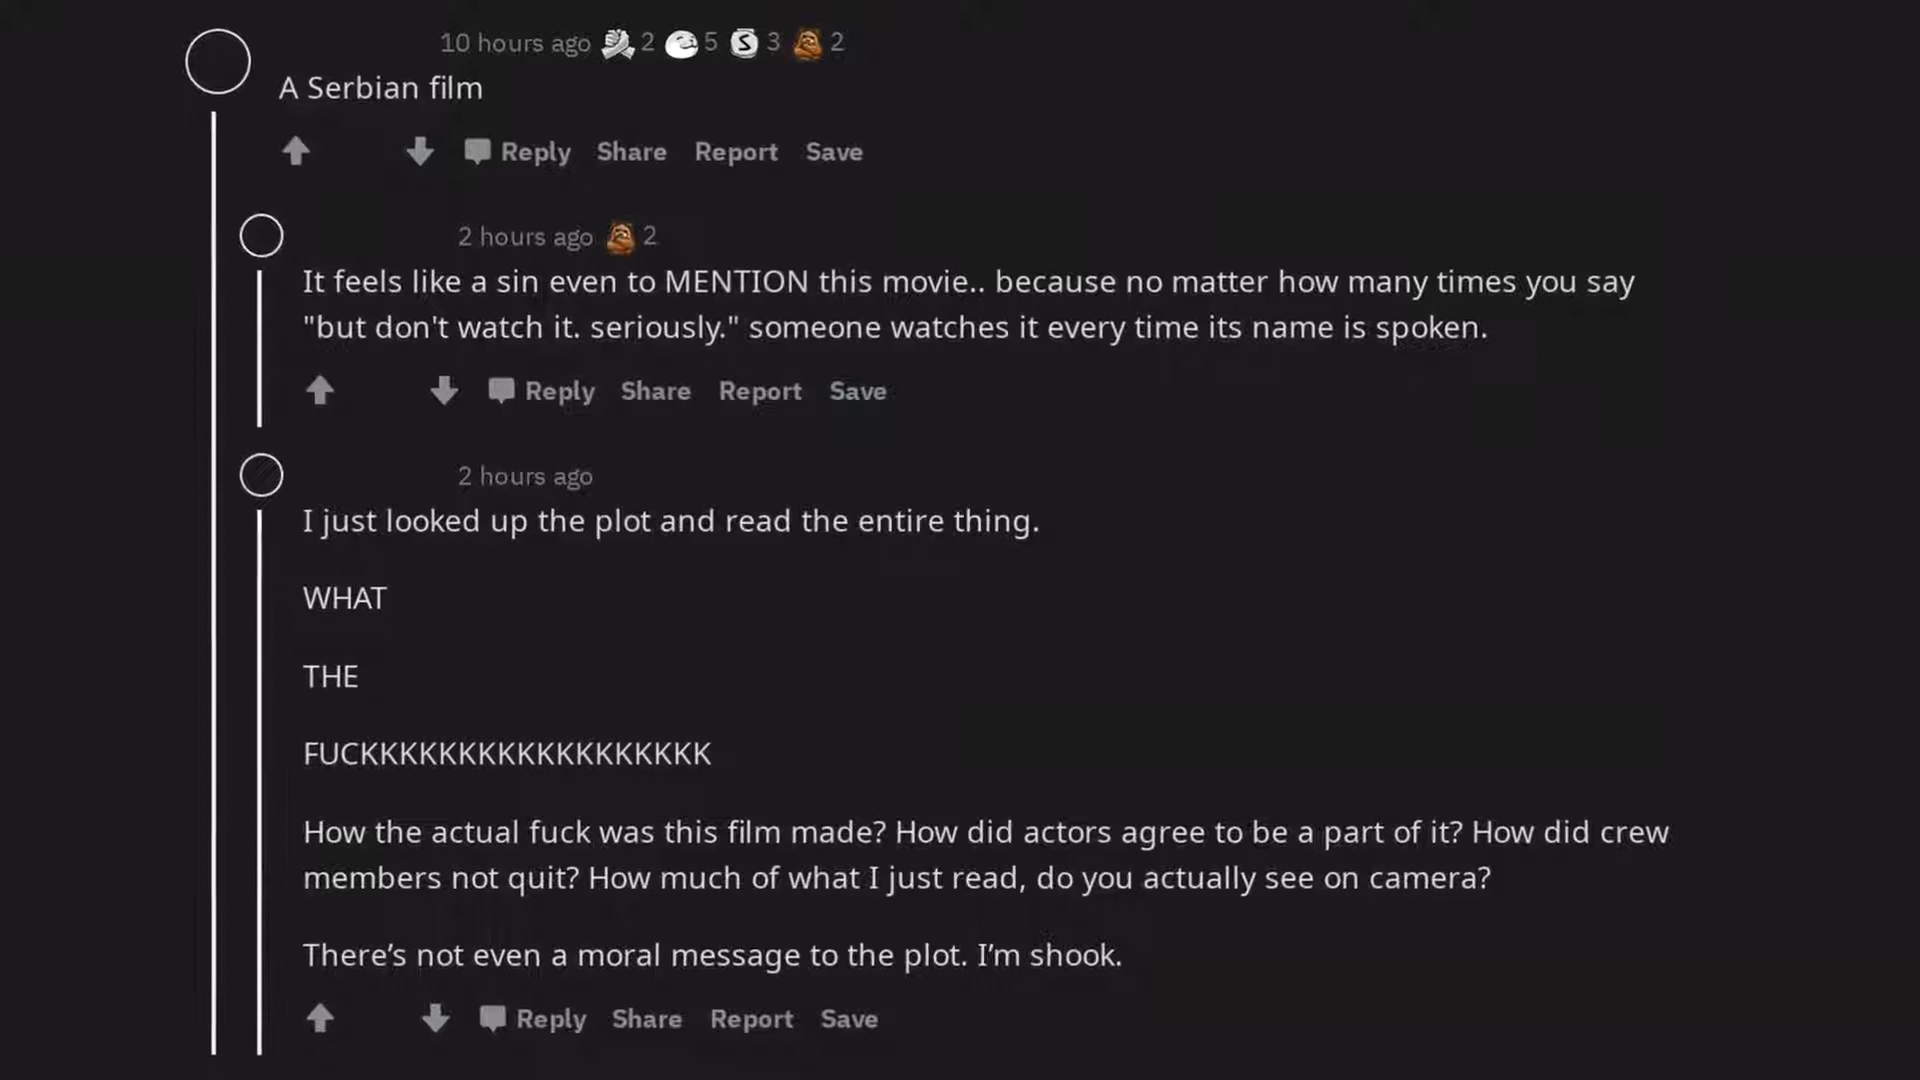 10 hours ago 2 5 S 3 2
A Serbian film
Reply Share Report Save
2 hours ago 2
It feels like a sin even to MENTION this movie.. because no matter how many times you say
"but don't watch it. seriously." someone watches it every time its name is spoken.
Reply Share Report Save
2 hours ago
I just looked up the plot and read the entire thing.
WHAT
THE
FUCKKKKKKKKKKKKKKKKKK
How the actual fuck was this film made? How did actors agree to be a part of it? How did crew
members not quit? How much of what I just read, do you actually see on camera?
There’s not even a moral message to the plot. I’m shook.
Reply Share Report Save